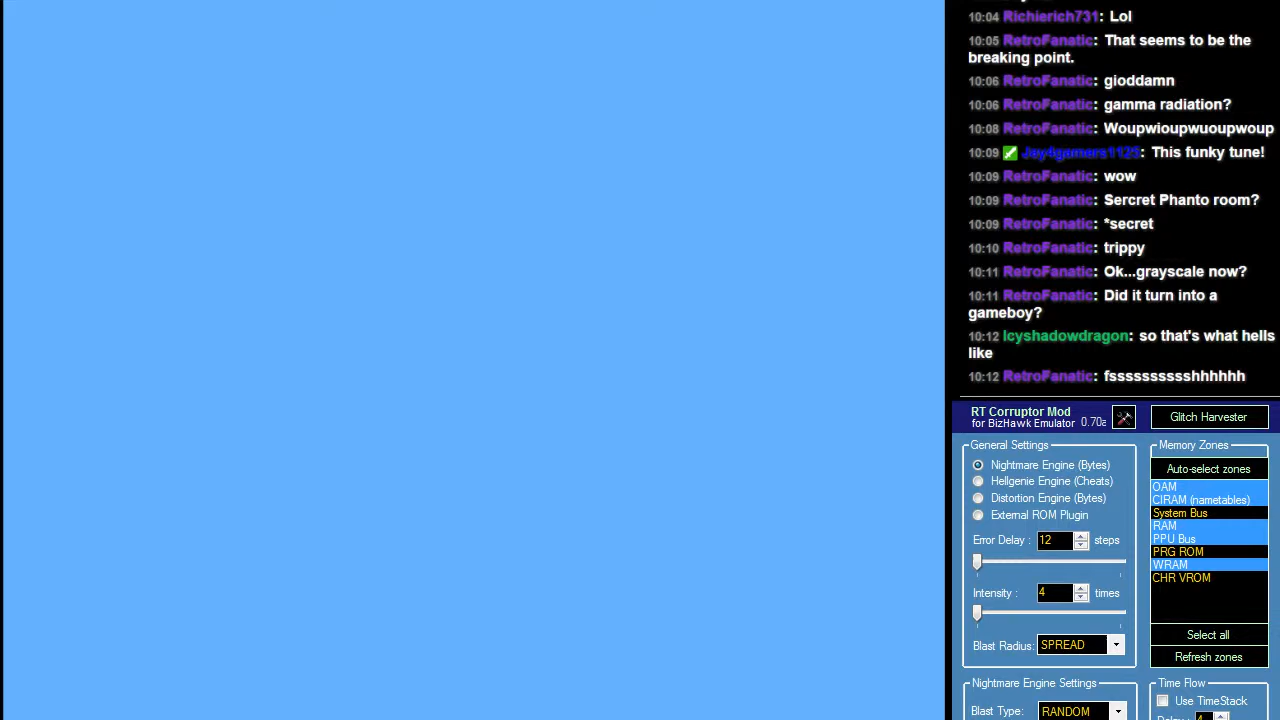 10:04 Richierich731: Lol
10:05 RetroFanatic: That seems to be the
breaking point.
10:06 RetroFanatic: gioddamn
10:06 RetroFanatic: gamma radiation?
10:08 RetroFanatic: Woupwioupwuoupwoup
10:09 Jay4gamers1125: This funky tune!
10:09 RetroFanatic: wow
10:09 RetroFanatic: Sercret Phanto room?
10:09 RetroFanatic: *secret
10:10 RetroFanatic: trippy
10:11 RetroFanatic: Ok...grayscale now?
10:11 RetroFanatic: Did it turn into a
gameboy?
10:12 Icyshadowdragon: so that's what hells
like
10:12 RetroFanatic: fssssssssshhhhhh
RT Corruptor Mod
for BizHawk Emulator 0.70a
Glitch Harvester
General Settings
Nightmare Engine (Bytes)
Hellgenie Engine (Cheats)
Distortion Engine (Bytes)
External ROM Plugin
Error Delay : 12 steps
Intensity : 4 times
Blast Radius: SPREAD
Memory Zones
Auto-select zones
OAM
CIRAM (nametables)
System Bus
RAM
PPU Bus
PRG ROM
WRAM
CHR VROM
Select all
Refresh zones
Nightmare Engine Settings
Blast Type: RANDOM
Time Flow
Use TimeStack